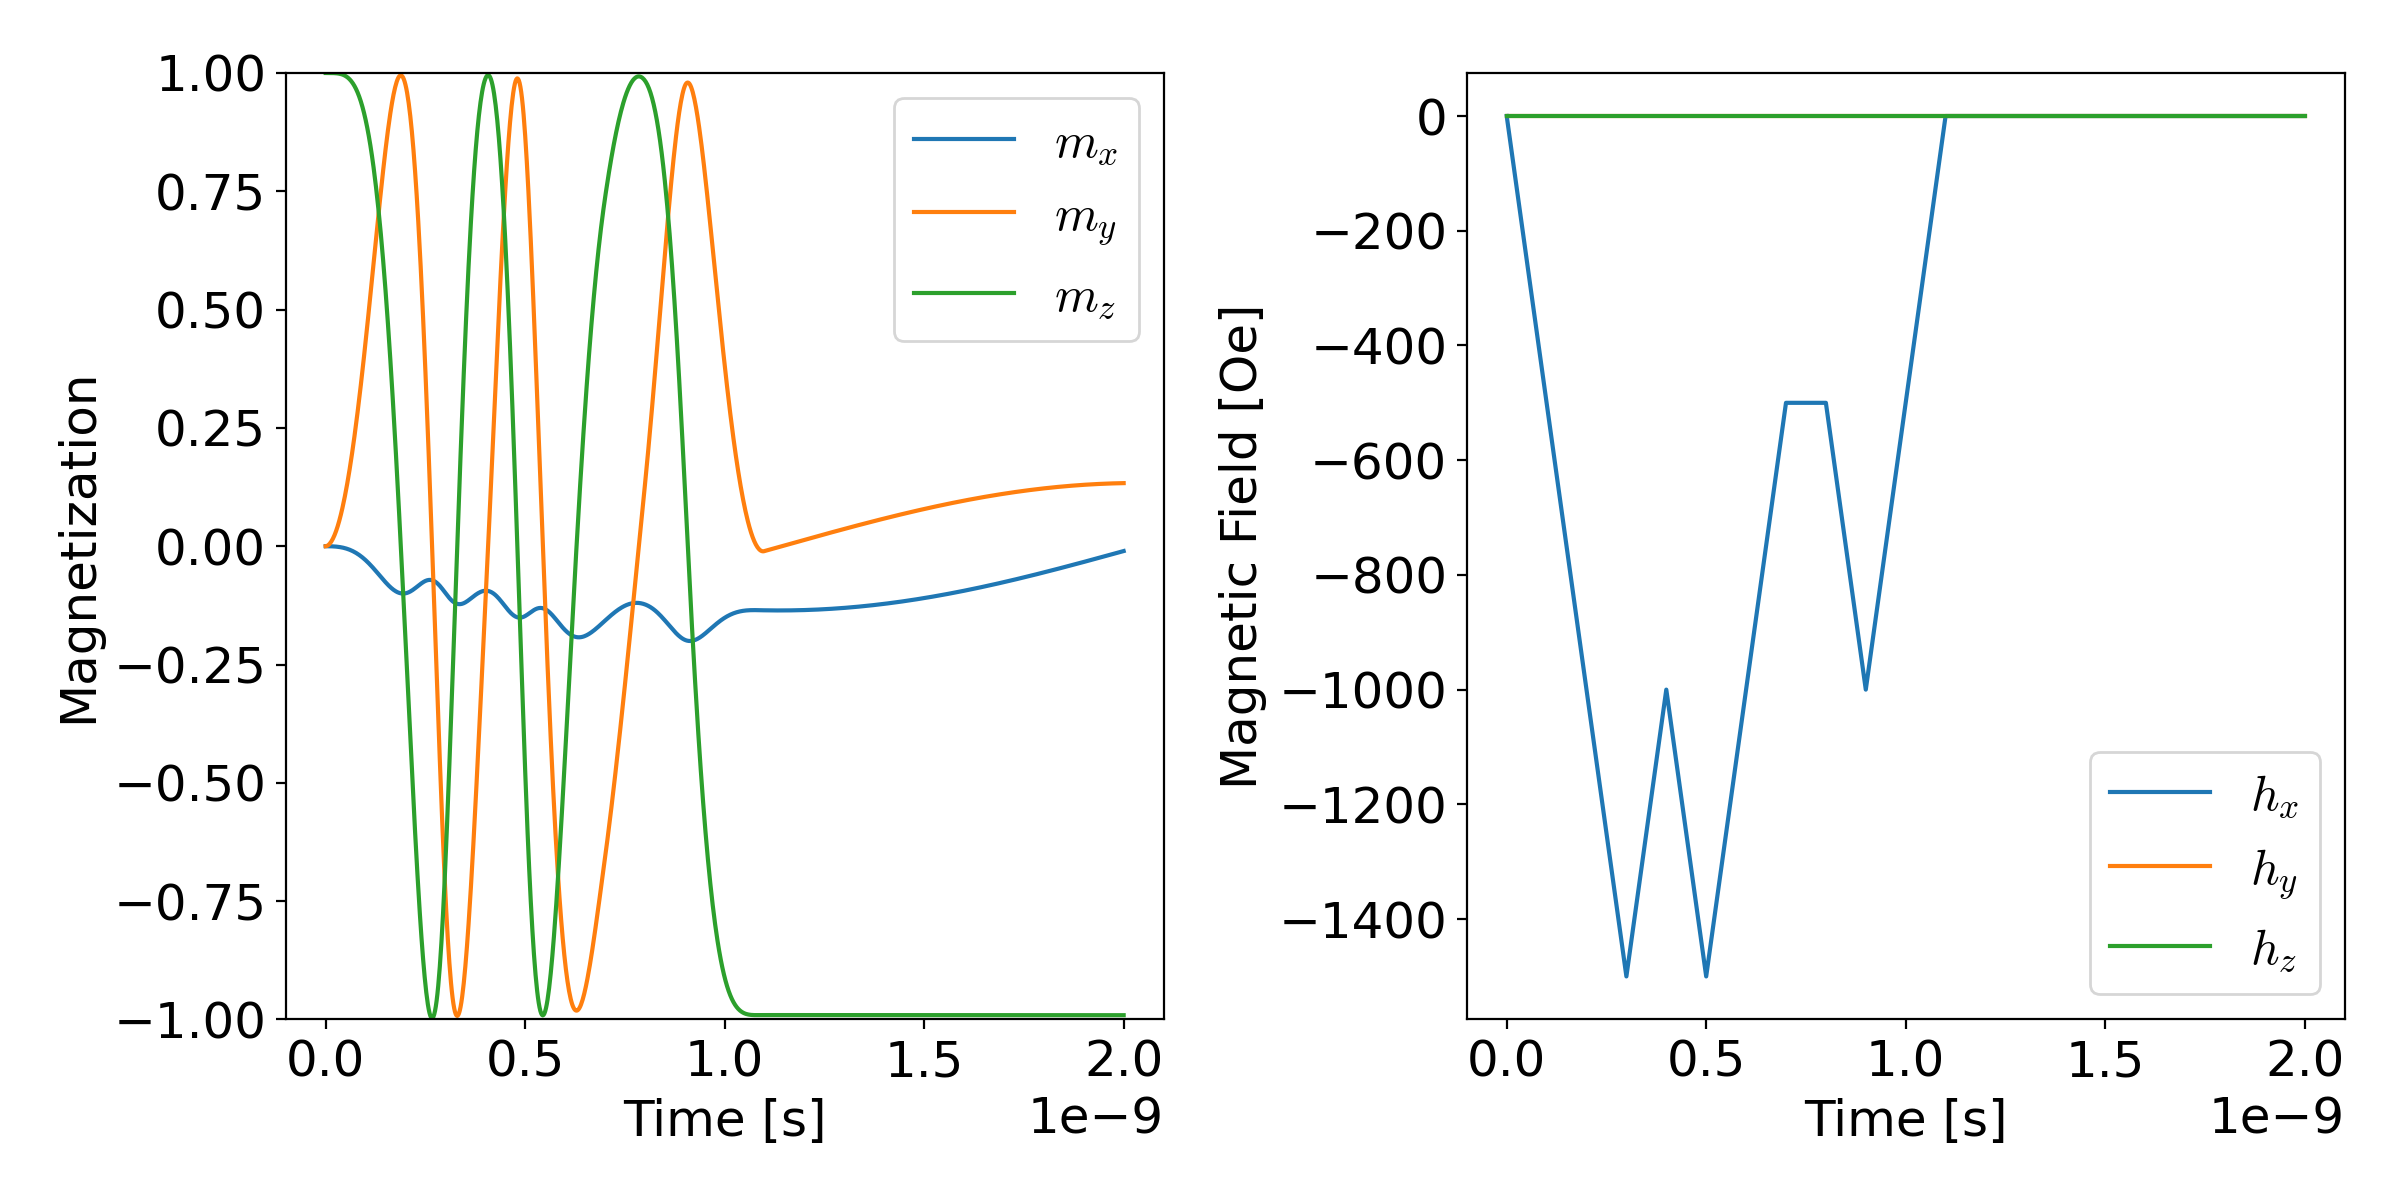 1.00
0.75
0.50
0.25
0.00
−0.25
−0.50
−0.75
−1.00
Magnetization
0.0 0.5 1.0 1.5 2.0
Time [s]
1e−9
m_x
m_y
m_z
0
−200
−400
−600
−800
−1000
−1200
−1400
Magnetic Field [Oe]
0.0 0.5 1.0 1.5 2.0
Time [s]
1e−9
h_x
h_y
h_z